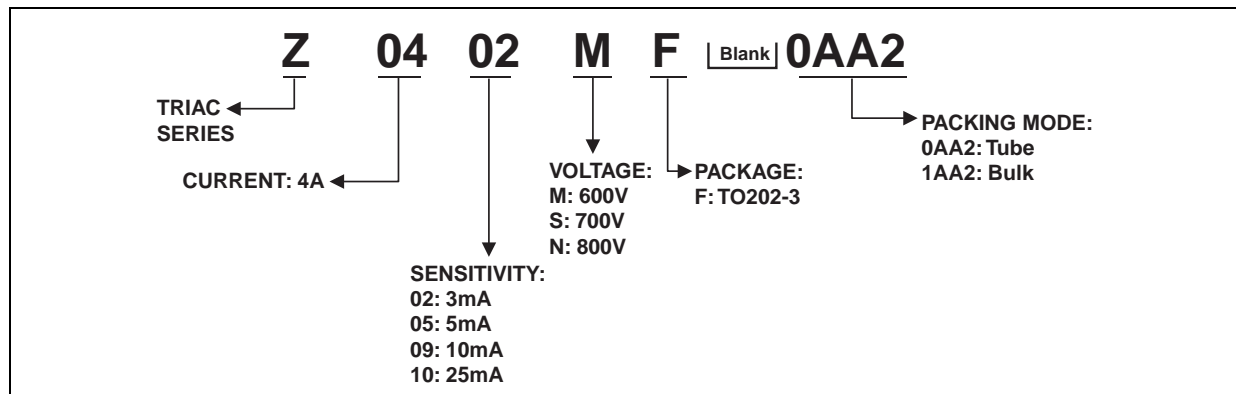 Z 04 02 M F Blank 0AA2
TRIAC
SERIES
CURRENT: 4A
SENSITIVITY:
02: 3mA
05: 5mA
09: 10mA
10: 25mA
VOLTAGE:
M: 600V
S: 700V
N: 800V
PACKAGE:
F: TO202-3
PACKING MODE:
0AA2: Tube
1AA2: Bulk